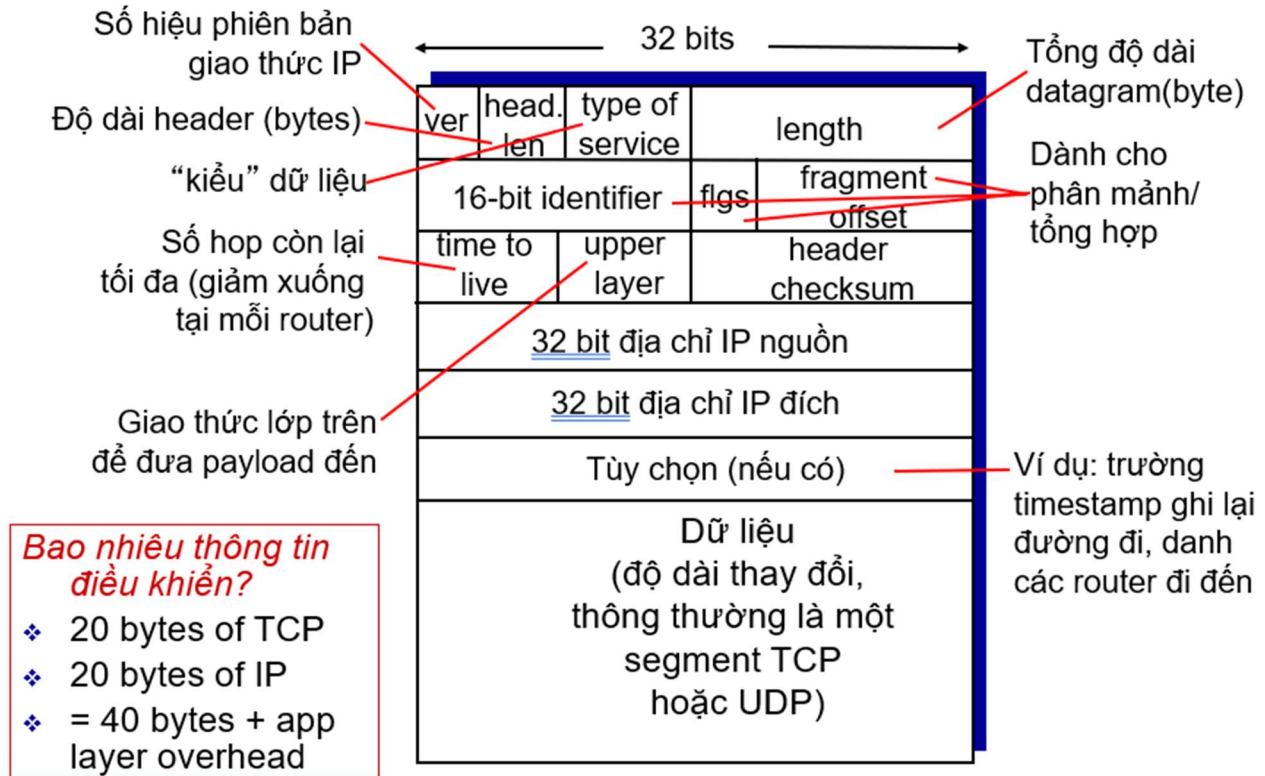 Số hiệu phiên bản
giao thức IP
32 bits
Tổng độ dài
datagram(byte)
Độ dài header (bytes)
ver
head.
len
type of
service
length
“kiểu” dữ liệu
16-bit identifier
flgs
fragment
offset
Dành cho
phân mảnh/
tổng hợp
Số hop còn lại
tối đa (giảm xuống
tại mỗi router)
time to
live
upper
layer
header
checksum
32 bit địa chỉ IP nguồn
32 bit địa chỉ IP đích
Giao thức lớp trên
để đưa payload đến
Tùy chọn (nếu có)
Ví dụ: trường
timestamp ghi lại
đường đi, danh
các router đi đến
Dữ liệu
(độ dài thay đổi,
thông thường là một
segment TCP
hoặc UDP)
Bao nhiêu thông tin
điều khiển?
❖ 20 bytes of TCP
❖ 20 bytes of IP
❖ = 40 bytes + app
layer overhead